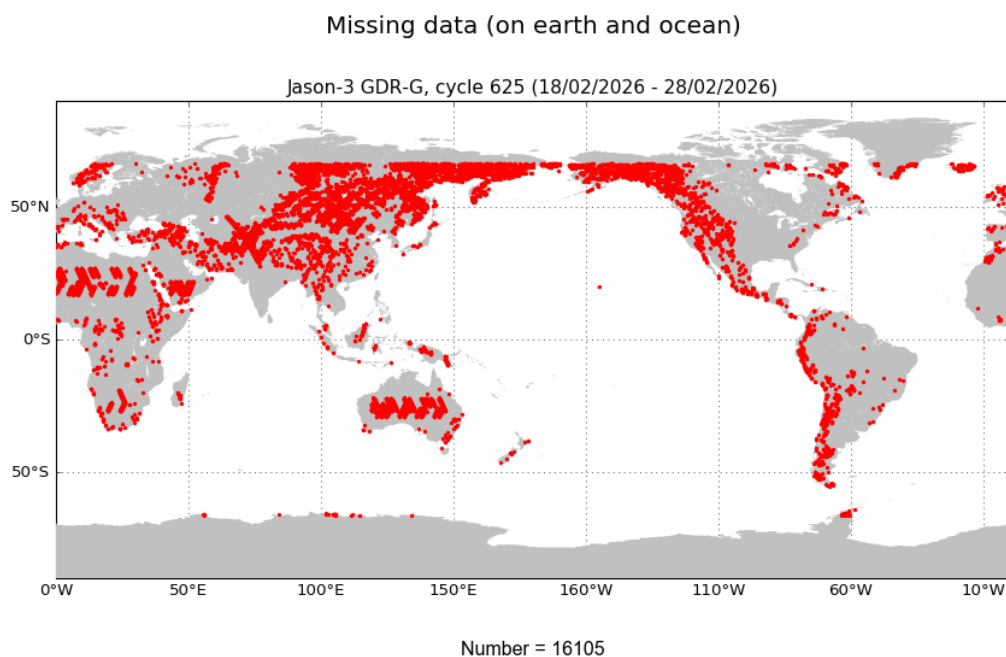 Missing data (on earth and ocean)
Jason-3 GDR-G, cycle 625 (18/02/2026 - 28/02/2026)
50°N
0°S
50°S
0°W 50°E 100°E 150°E 160°W 110°W 60°W 10°W
Number = 16105